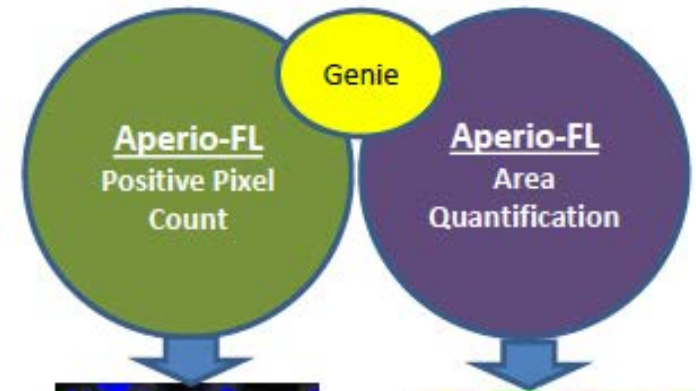 Genie
Aperio-FL
Positive Pixel
Count
Aperio-FL
Area
Quantification